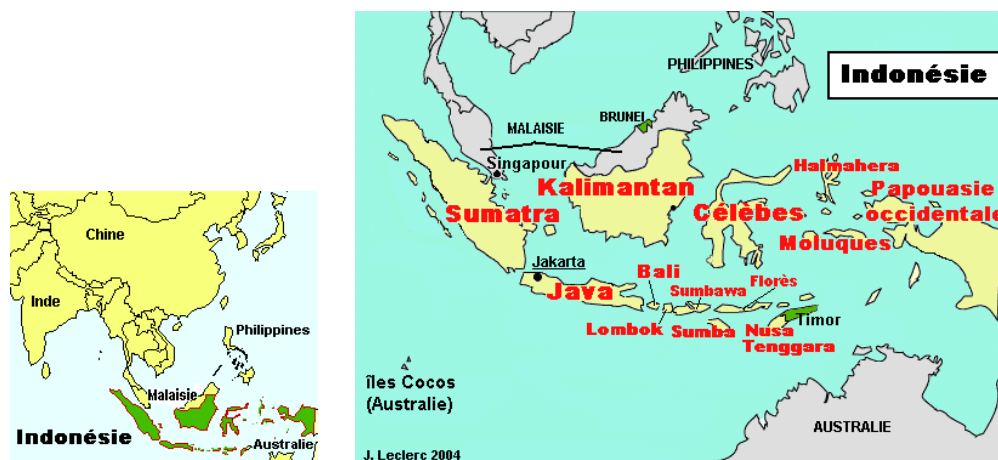 Chine
Inde
Philippines
Malaisie
Indonésie
Australie
PHILIPPINES
Indonésie
BRUNEI
MALAISIE
Singapour
Halmahera
Kalimantan
Papouasie
occidentale
Sumatra
Célèbes
Moluques
Jakarta
Bali
Java
Sumbawa
Florès
Lombok
Sumba
Nusa
Tenggara
Timor
îles Cocos
(Australie)
AUSTRALIE
J. Leclerc 2004